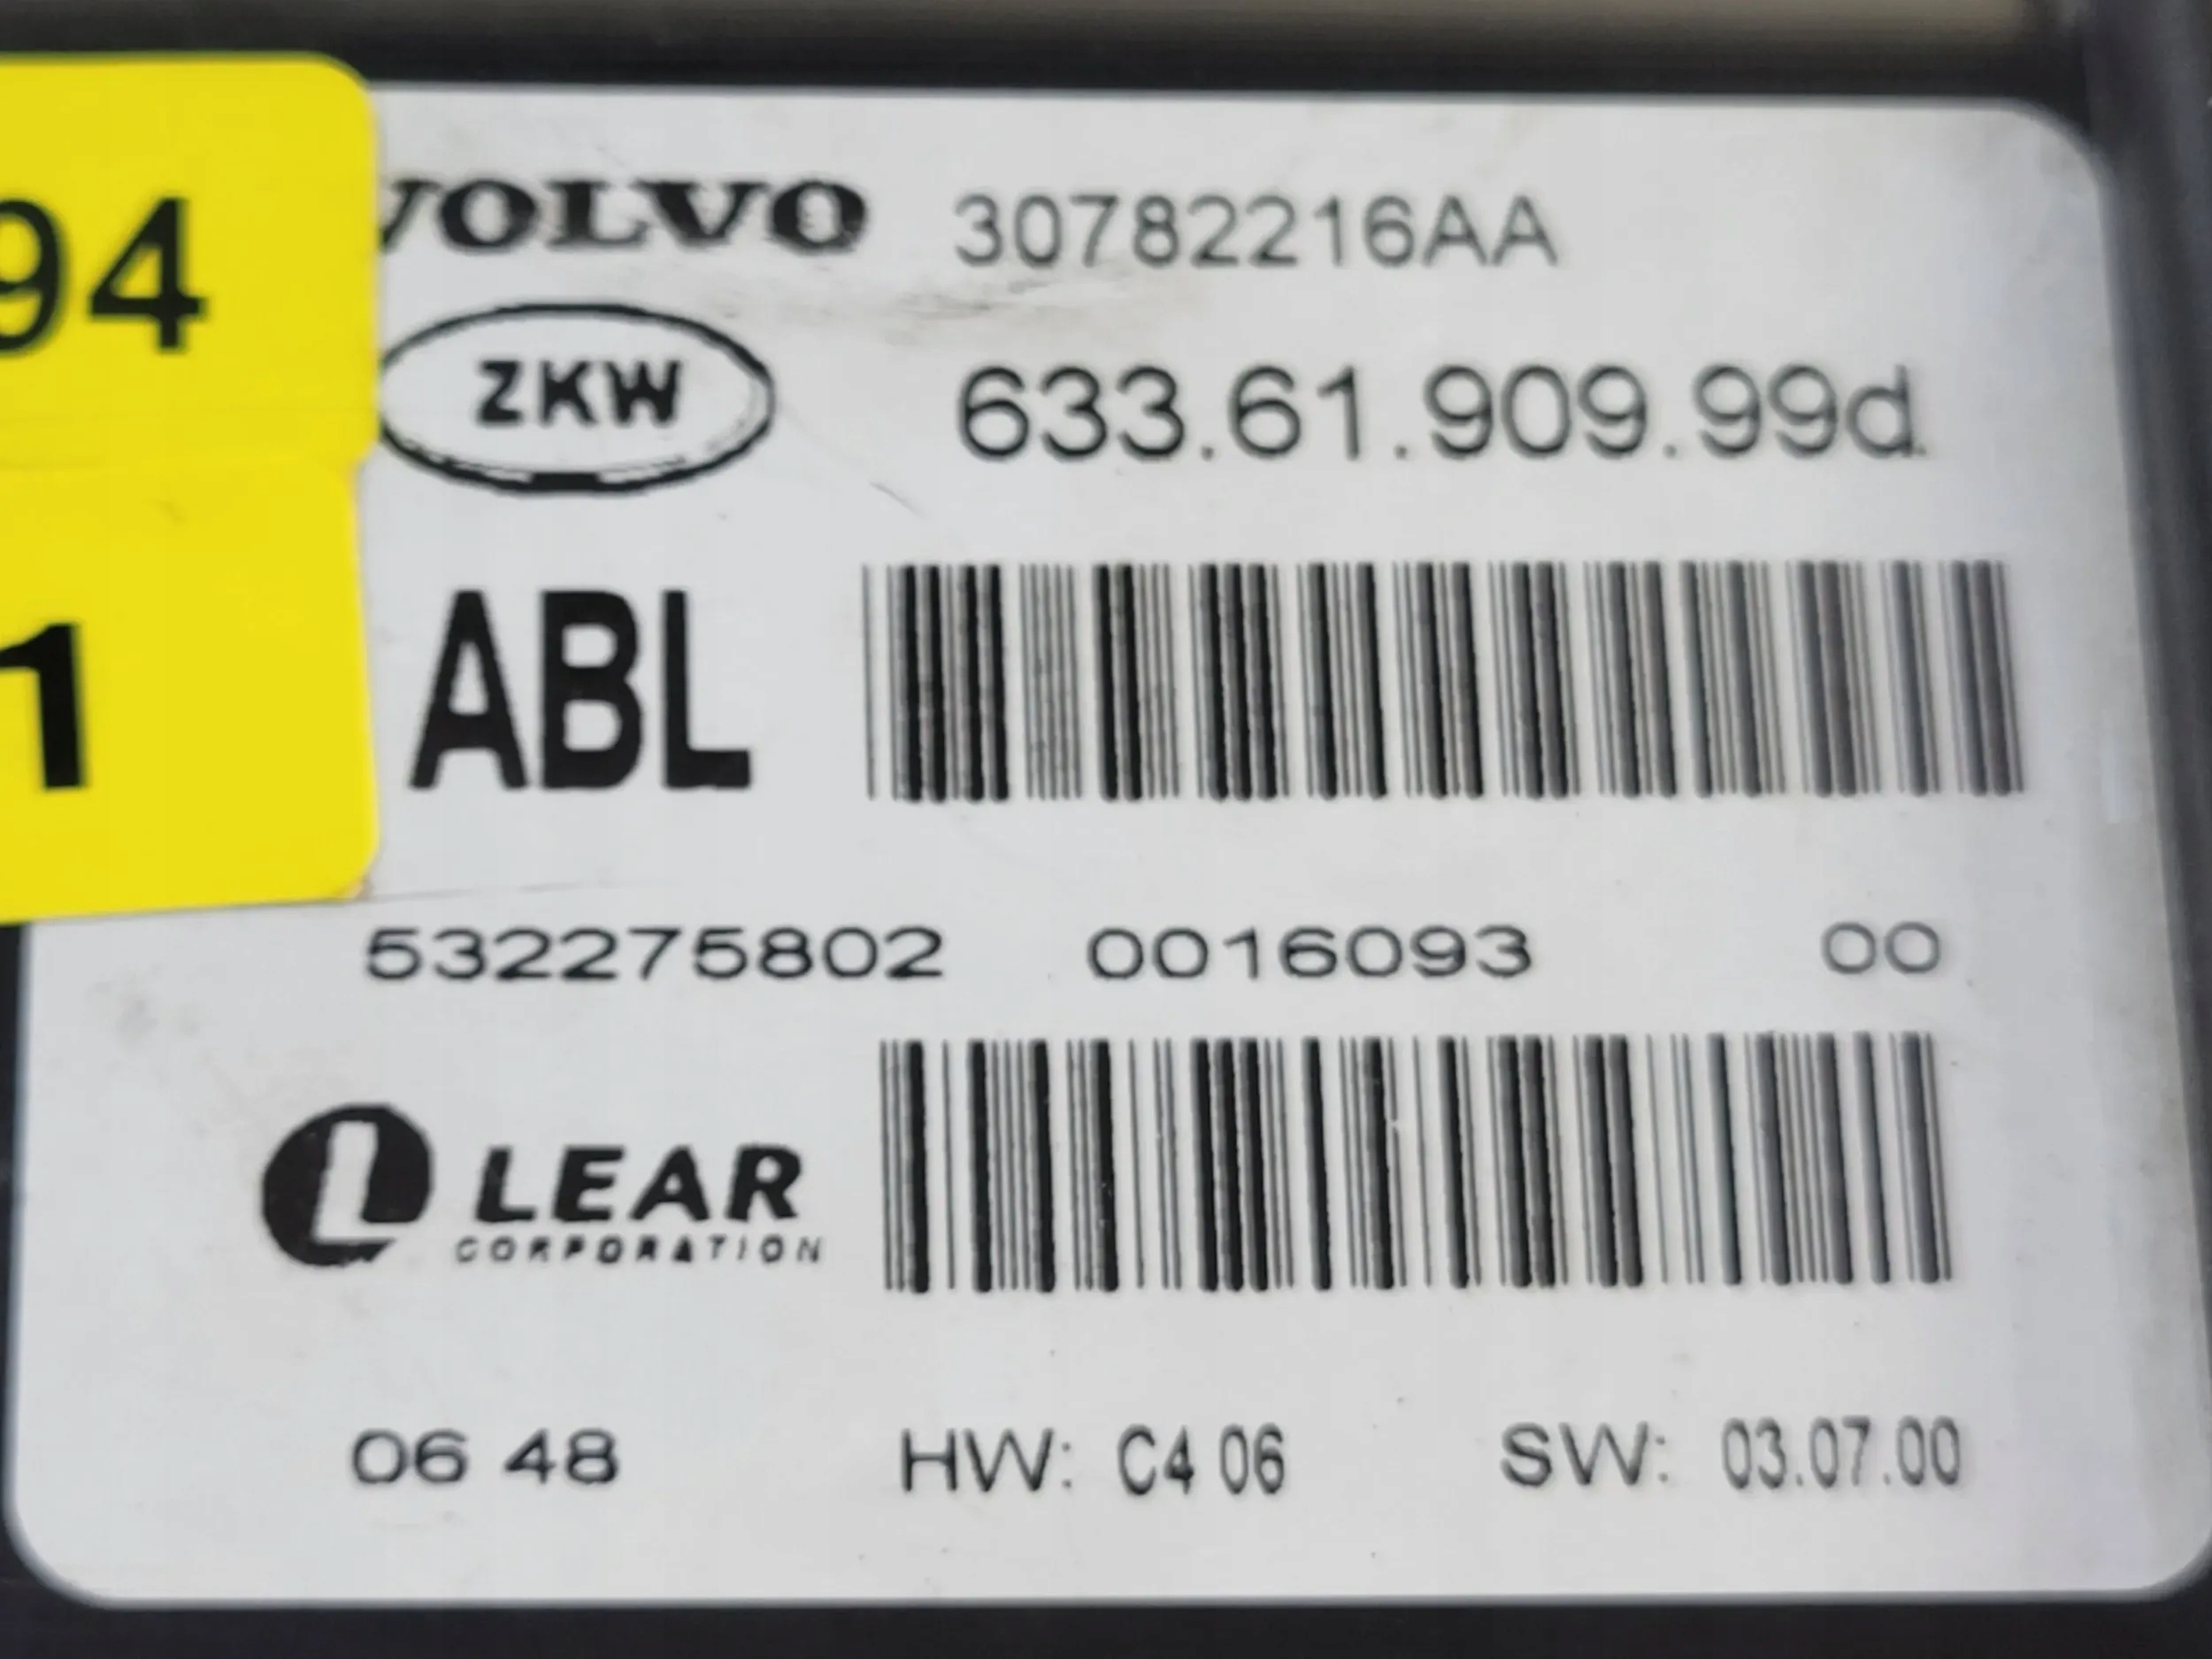 94
1
VOLVO 30782216AA
ZKW 633.61.909.99d
ABL
532275802 0016093 00
LEAR
CORPORATION
06 48 HW: C4 06 SW: 03.07.00